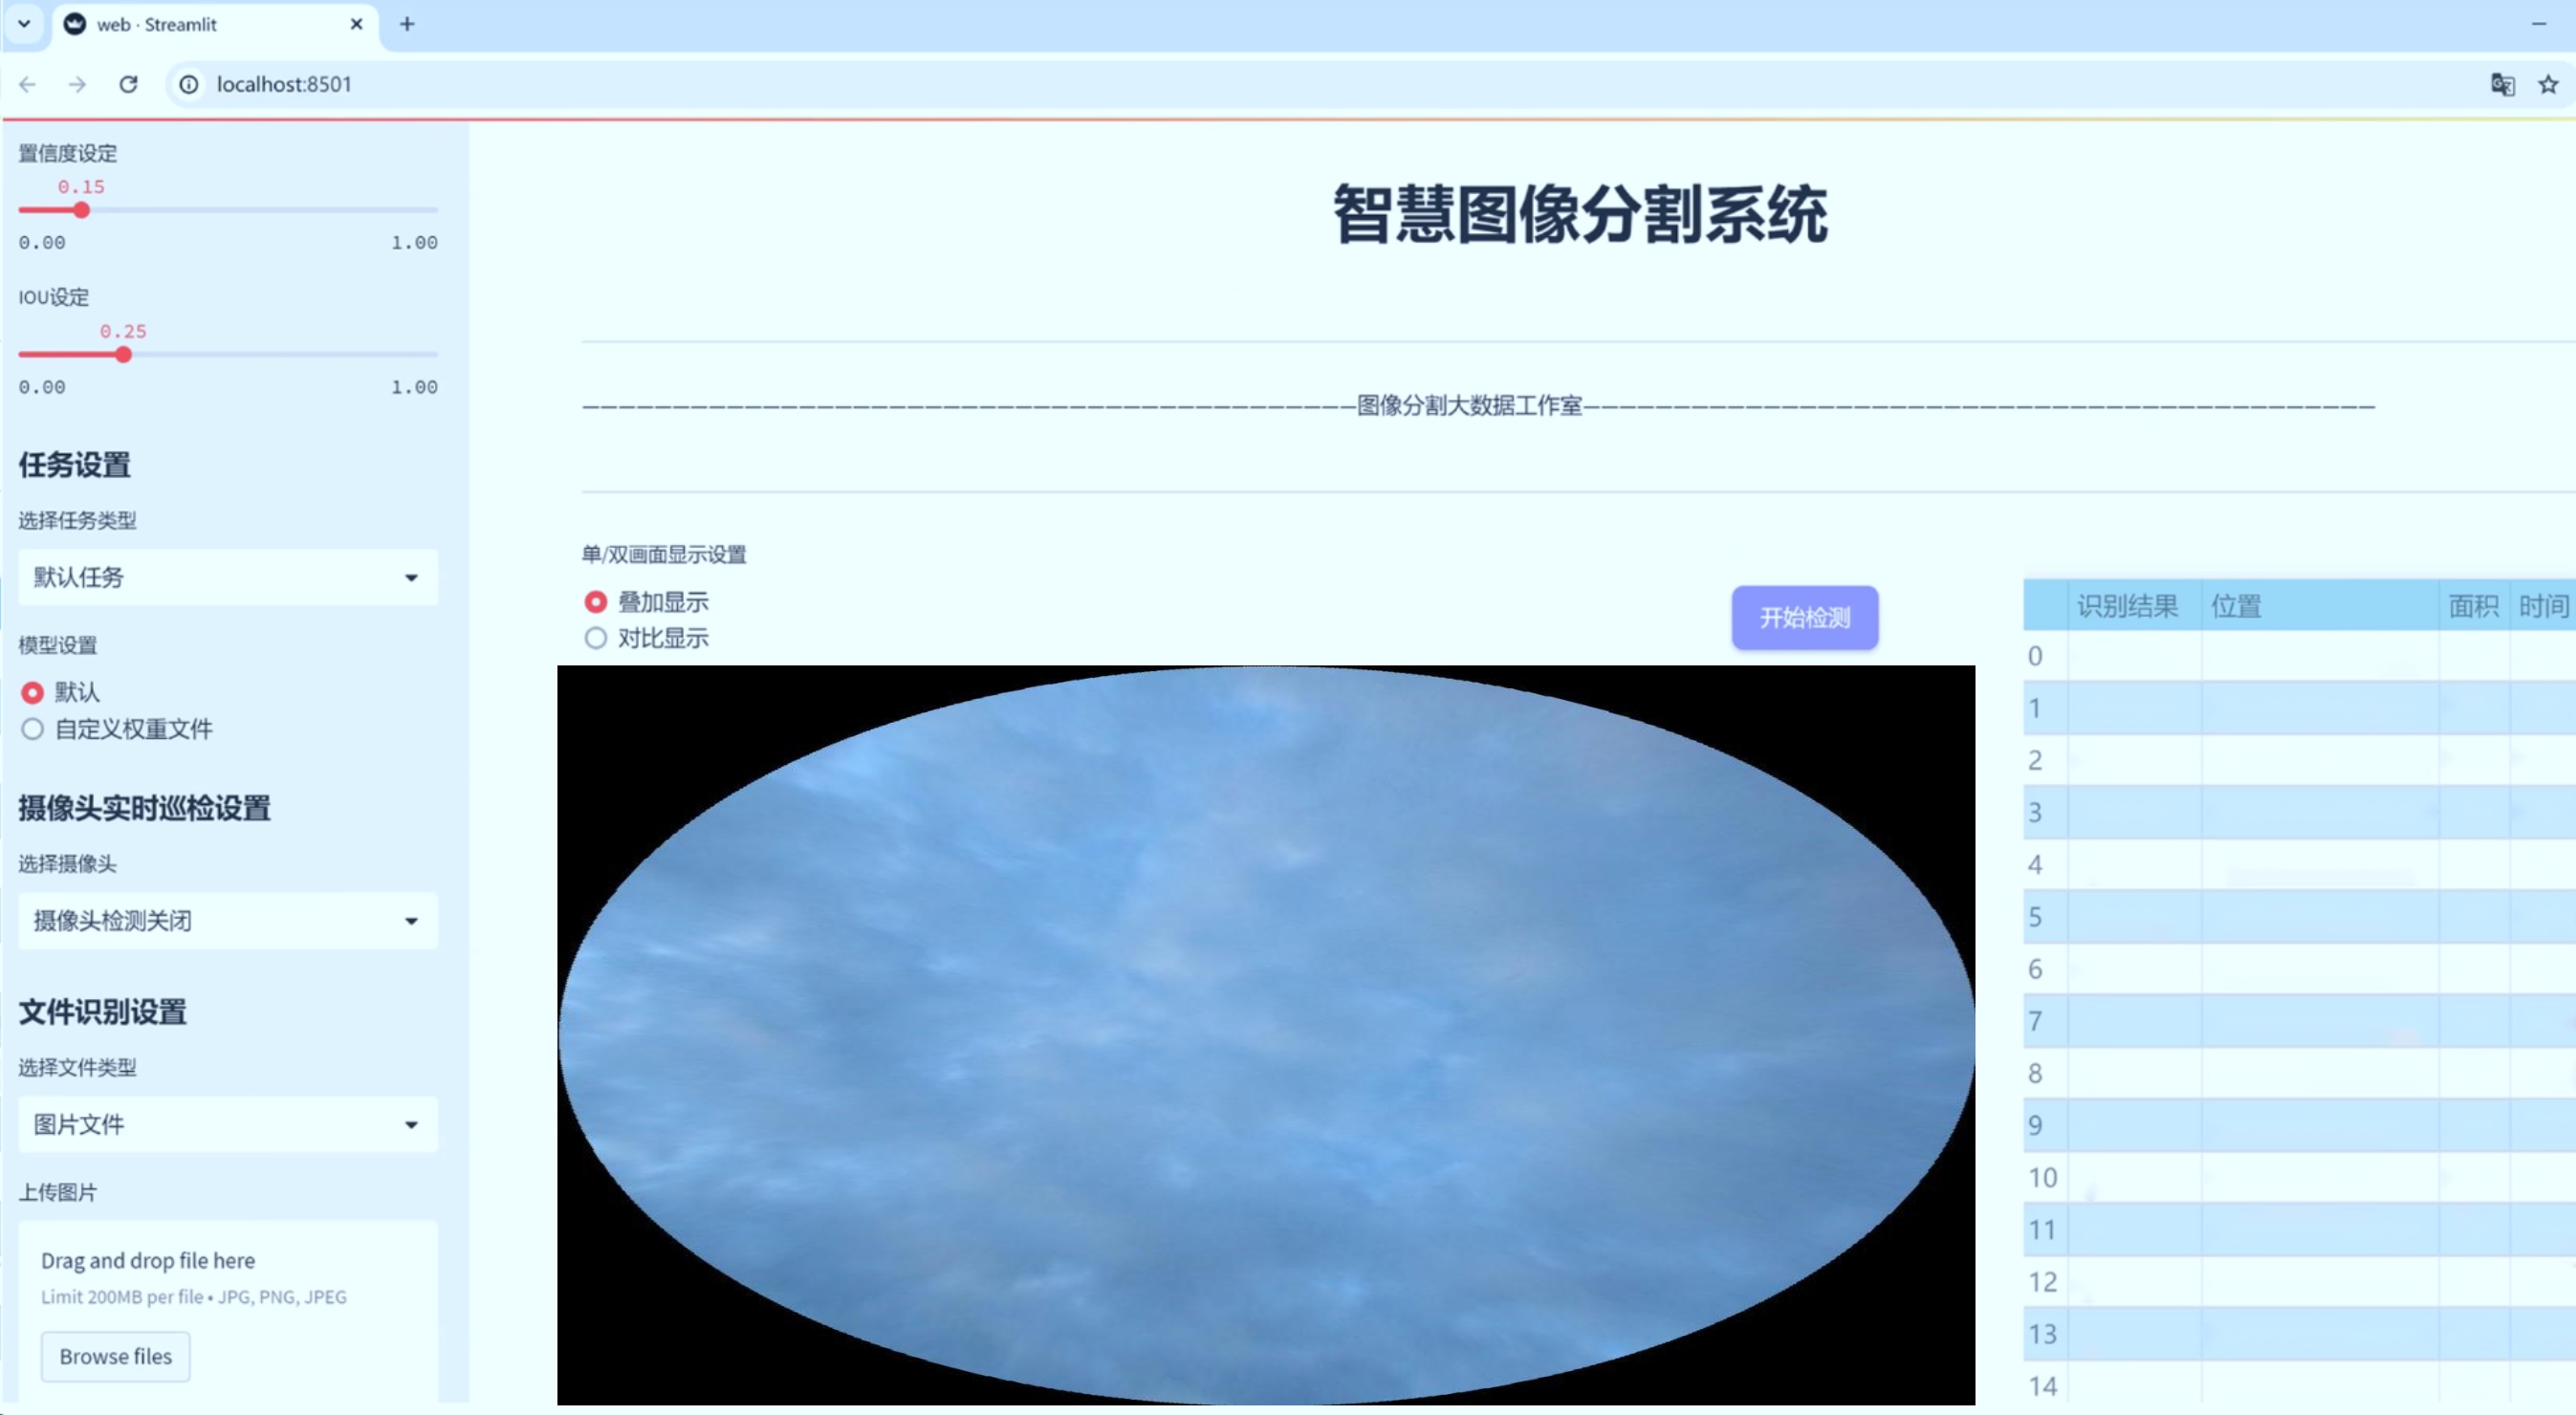 web · Streamlit
localhost:8501
置信度设定
0.15
0.00 1.00
IOU设定
0.25
0.00 1.00
任务设置
选择任务类型
默认任务
模型设置
默认
自定义权重文件
摄像头实时巡检设置
选择摄像头
摄像头检测关闭
文件识别设置
选择文件类型
图片文件
上传图片
Drag and drop file here
Limit 200MB per file • JPG, PNG, JPEG
Browse files
智慧图像分割系统
———————————————————————————————————————————图像分割大数据工作室————————————————————————————————————————————
单/双画面显示设置
叠加显示
对比显示
开始检测
识别结果 位置 面积 时间
0
1
2
3
4
5
6
7
8
9
10
11
12
13
14